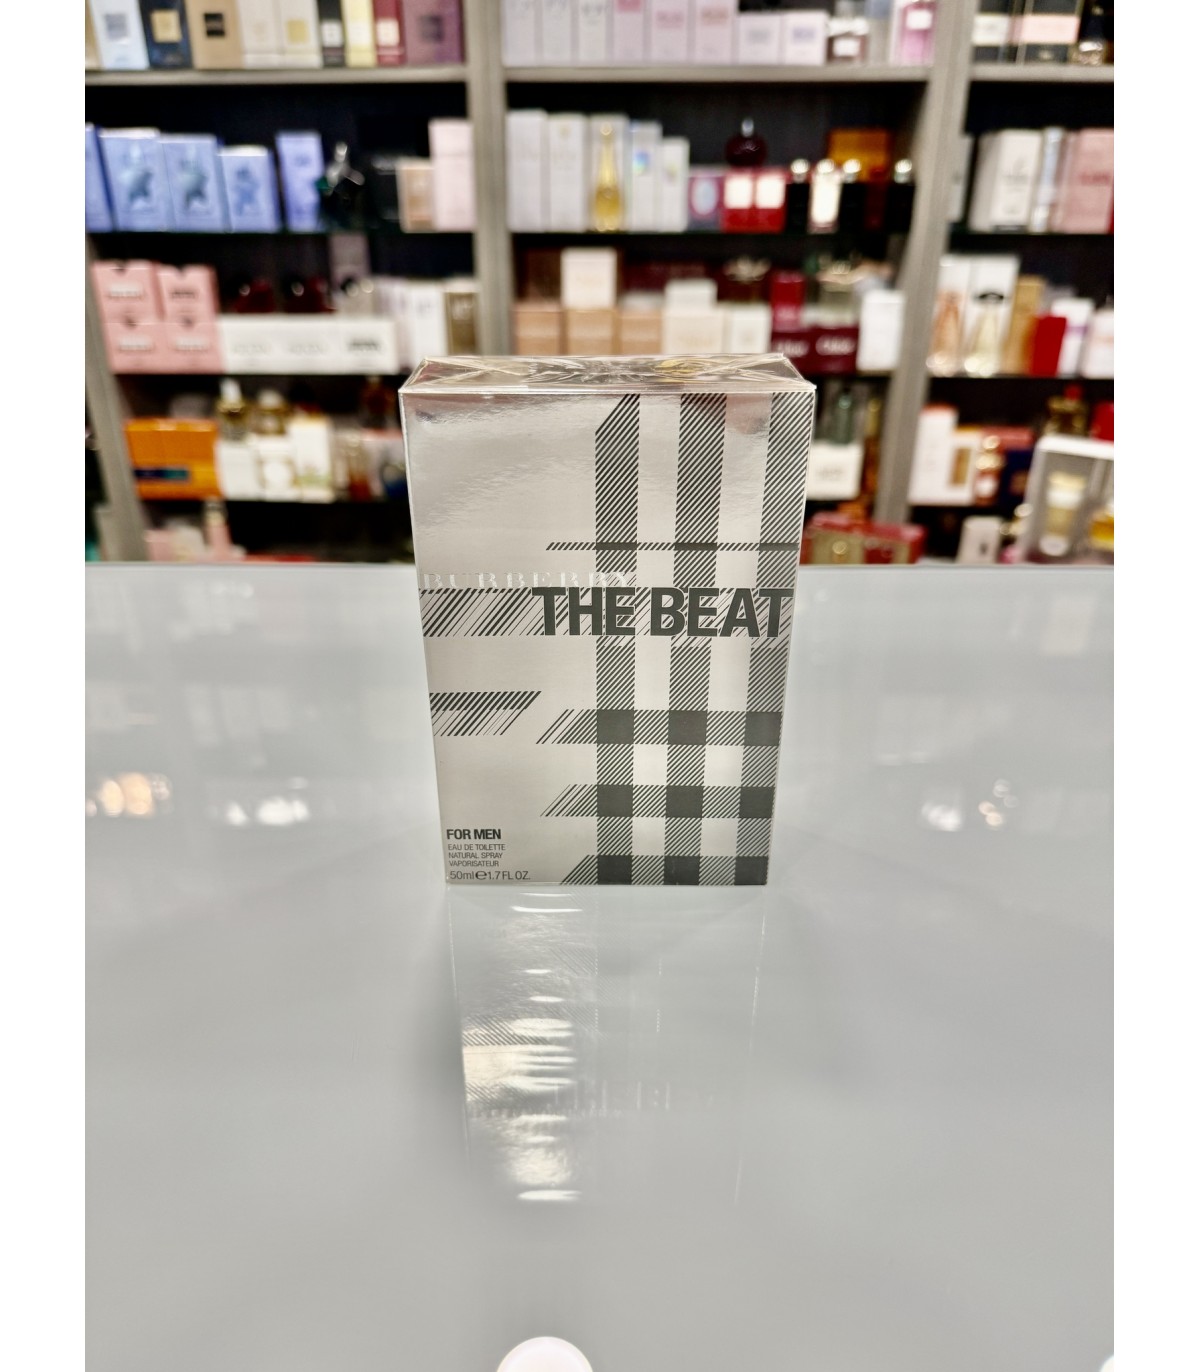 BURBERRY
THE BEAT
FOR MEN
EAU DE TOILETTE
NATURAL SPRAY
VAPORISATEUR
50ml℮1.7 FL OZ.